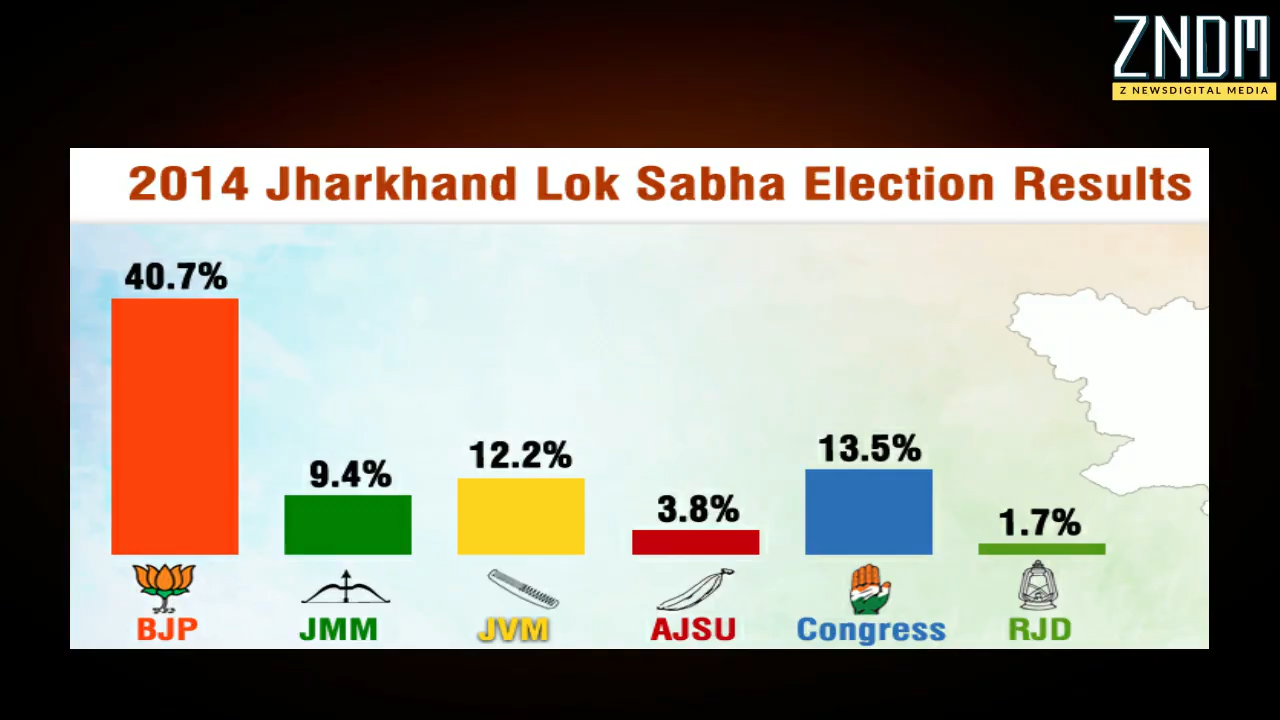 ZNDM
Z NEWSDIGITAL MEDIA
2014 Jharkhand Lok Sabha Election Results
40.7%
9.4%
12.2%
3.8%
13.5%
1.7%
BJP
JMM
JVM
AJSU
Congress
RJD